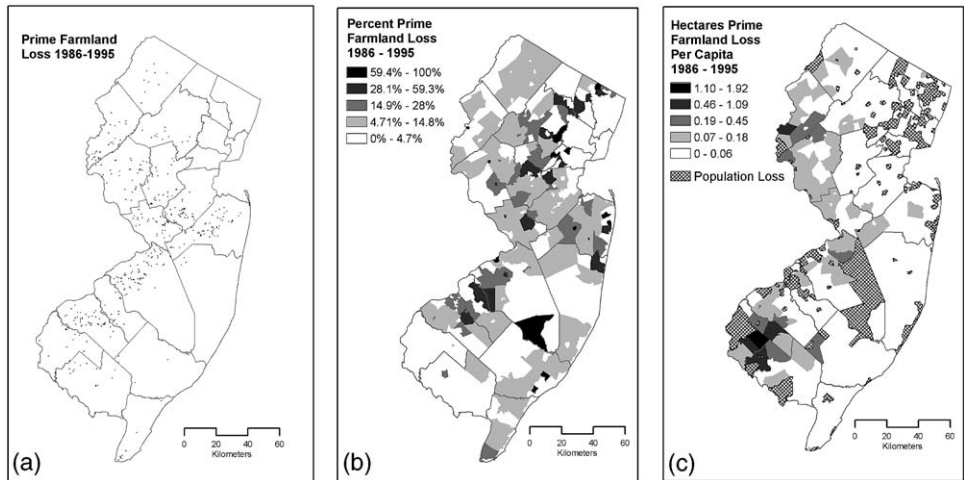 Prime Farmland
Loss 1986-1995
0 20 40 60
Kilometers
(a)
Percent Prime
Farmland Loss
1986 - 1995
59.4% - 100%
28.1% - 59.3%
14.9% - 28%
4.71% - 14.8%
0% - 4.7%
0 20 40 60
Kilometers
(b)
Hectares Prime
Farmland Loss
Per Capita
1986 - 1995
1.10 - 1.92
0.46 - 1.09
0.19 - 0.45
0.07 - 0.18
0 - 0.06
Population Loss
0 20 40 60
Kilometers
(c)